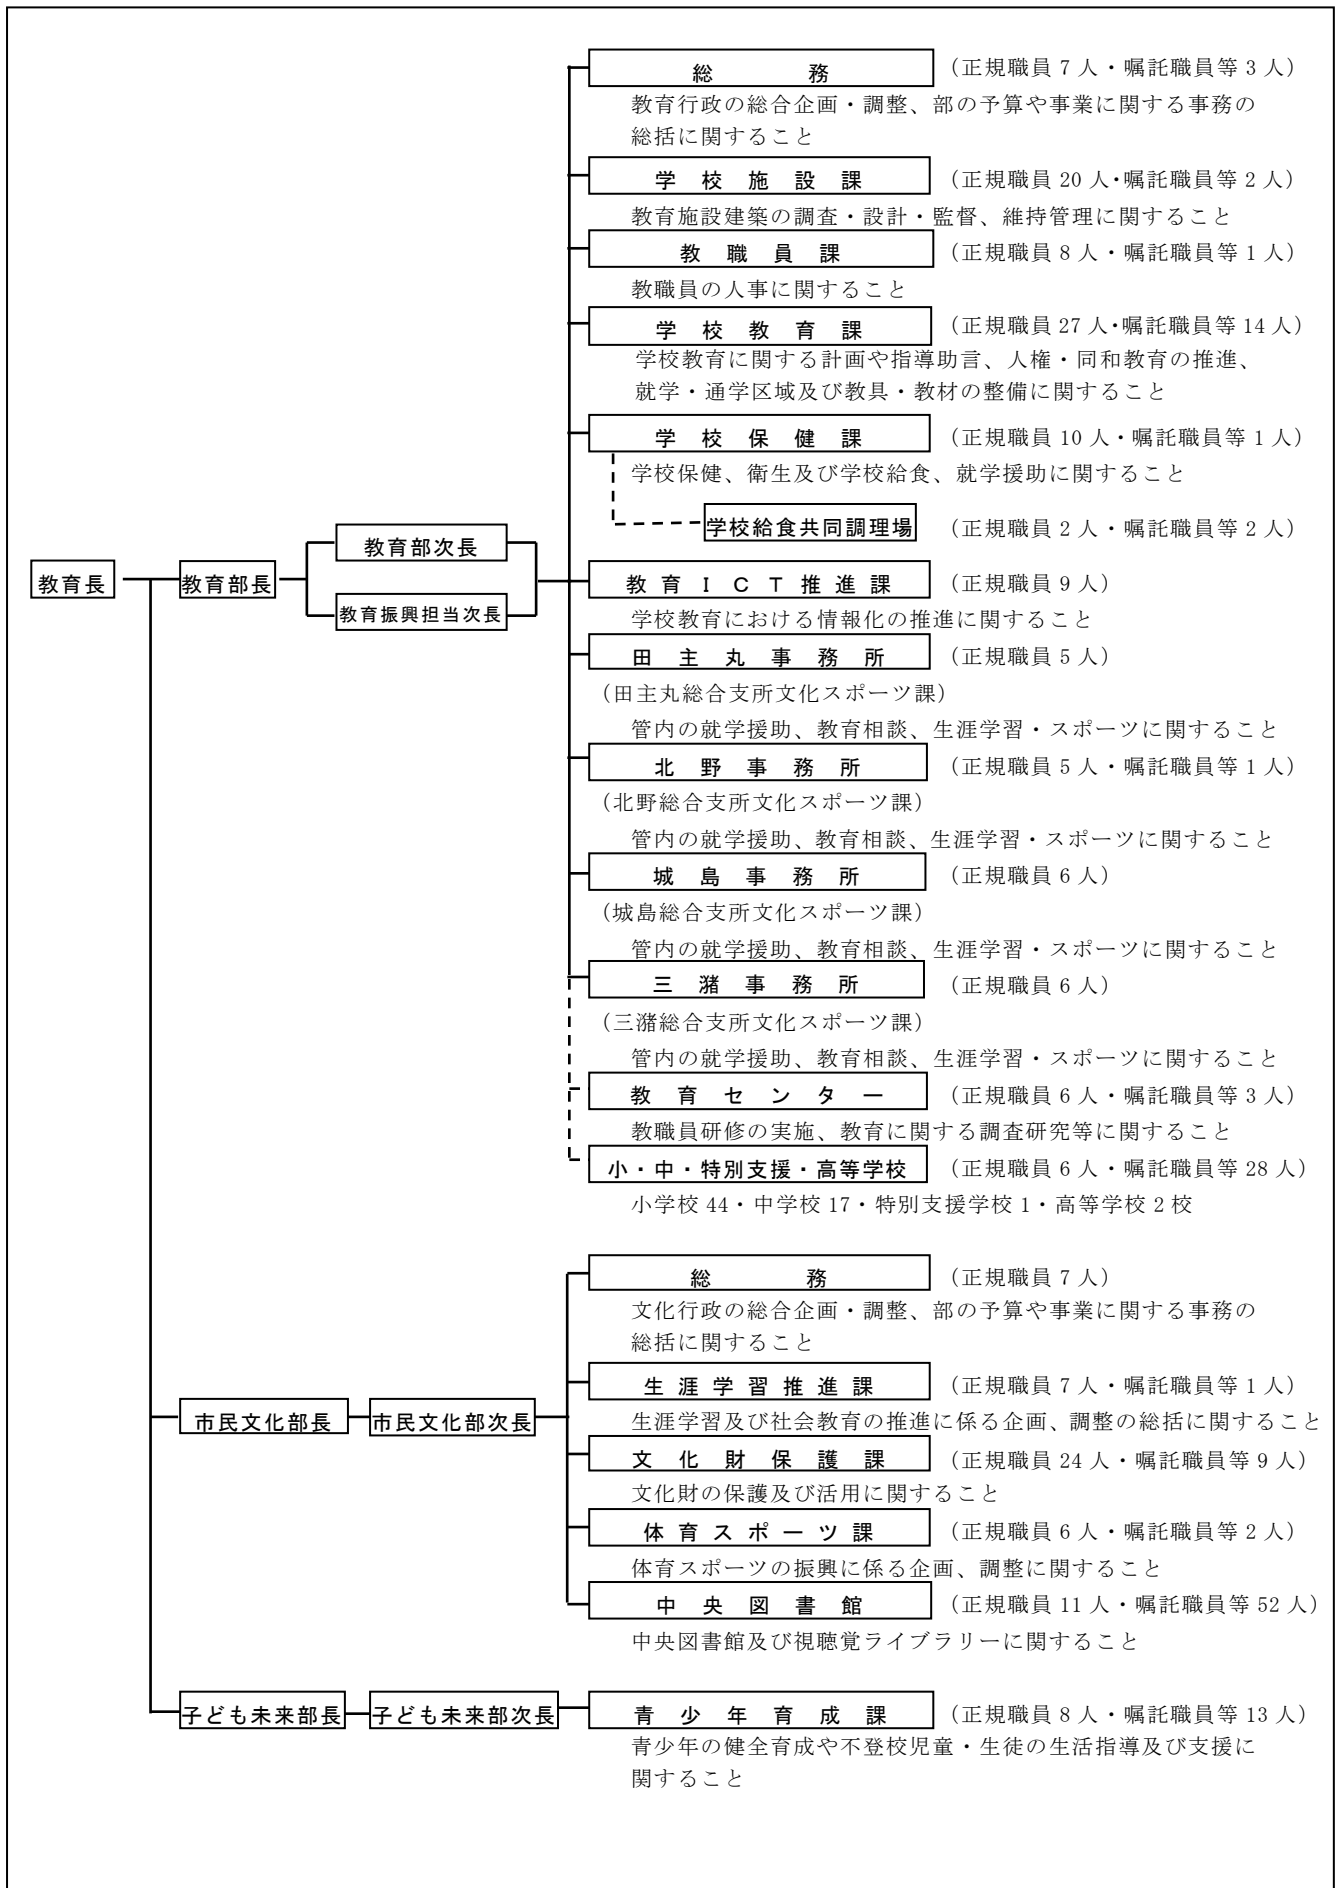 総務 （正規職員 7 人・嘱託職員等 3 人）
教育行政の総合企画・調整、部の予算や事業に関する事務の
総括に関すること
学校施設課 （正規職員 20 人・嘱託職員等 2 人）
教育施設建築の調査・設計・監督、維持管理に関すること
教職員課 （正規職員 8 人・嘱託職員等 1 人）
教職員の人事に関すること
学校教育課 （正規職員 27 人・嘱託職員等 14 人）
学校教育に関する計画や指導助言、人権・同和教育の推進、
就学・通学区域及び教具・教材の整備に関すること
学校保健課 （正規職員 10 人・嘱託職員等 1 人）
学校保健、衛生及び学校給食、就学援助に関すること
学校給食共同調理場 （正規職員 2 人・嘱託職員等 2 人）
教育長
教育部長
教育部次長
教育振興担当次長
教育ＩＣＴ推進課 （正規職員 9 人）
学校教育における情報化の推進に関すること
田主丸事務所 （正規職員 5 人）
（田主丸総合支所文化スポーツ課）
管内の就学援助、教育相談、生涯学習・スポーツに関すること
北野事務所 （正規職員 5 人・嘱託職員等 1 人）
（北野総合支所文化スポーツ課）
管内の就学援助、教育相談、生涯学習・スポーツに関すること
城島事務所 （正規職員 6 人）
（城島総合支所文化スポーツ課）
管内の就学援助、教育相談、生涯学習・スポーツに関すること
三潴事務所 （正規職員 6 人）
（三潴総合支所文化スポーツ課）
管内の就学援助、教育相談、生涯学習・スポーツに関すること
教育センター （正規職員 6 人・嘱託職員等 3 人）
教職員研修の実施、教育に関する調査研究等に関すること
小・中・特別支援・高等学校 （正規職員 6 人・嘱託職員等 28 人）
小学校 44・中学校 17・特別支援学校 1・高等学校 2 校
総務 （正規職員 7 人）
文化行政の総合企画・調整、部の予算や事業に関する事務の
総括に関すること
生涯学習推進課 （正規職員 7 人・嘱託職員等 1 人）
市民文化部長
市民文化部次長
生涯学習及び社会教育の推進に係る企画、調整の総括に関すること
文化財保護課 （正規職員 24 人・嘱託職員等 9 人）
文化財の保護及び活用に関すること
体育スポーツ課 （正規職員 6 人・嘱託職員等 2 人）
体育スポーツの振興に係る企画、調整に関すること
中央図書館 （正規職員 11 人・嘱託職員等 52 人）
中央図書館及び視聴覚ライブラリーに関すること
子ども未来部長
子ども未来部次長
青少年育成課 （正規職員 8 人・嘱託職員等 13 人）
青少年の健全育成や不登校児童・生徒の生活指導及び支援に
関すること